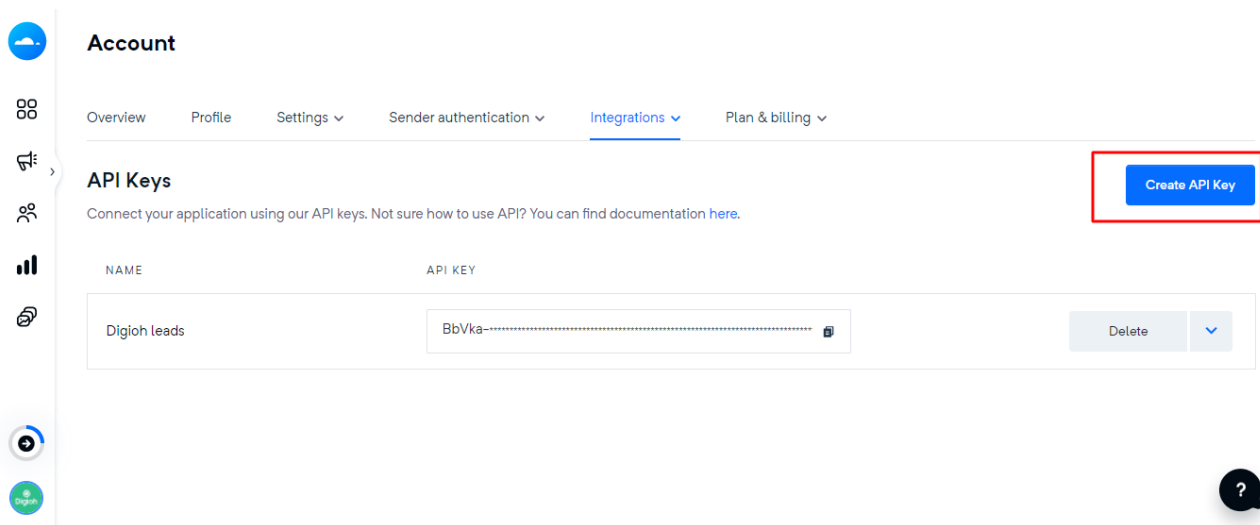 Account
Overview Profile Settings Sender authentication Integrations Plan & billing
API Keys
Create API Key
Connect your application using our API keys. Not sure how to use API? You can find documentation here.
NAME API KEY
Digioh leads BbVka-******************************************************************************** Delete
Digioh
?